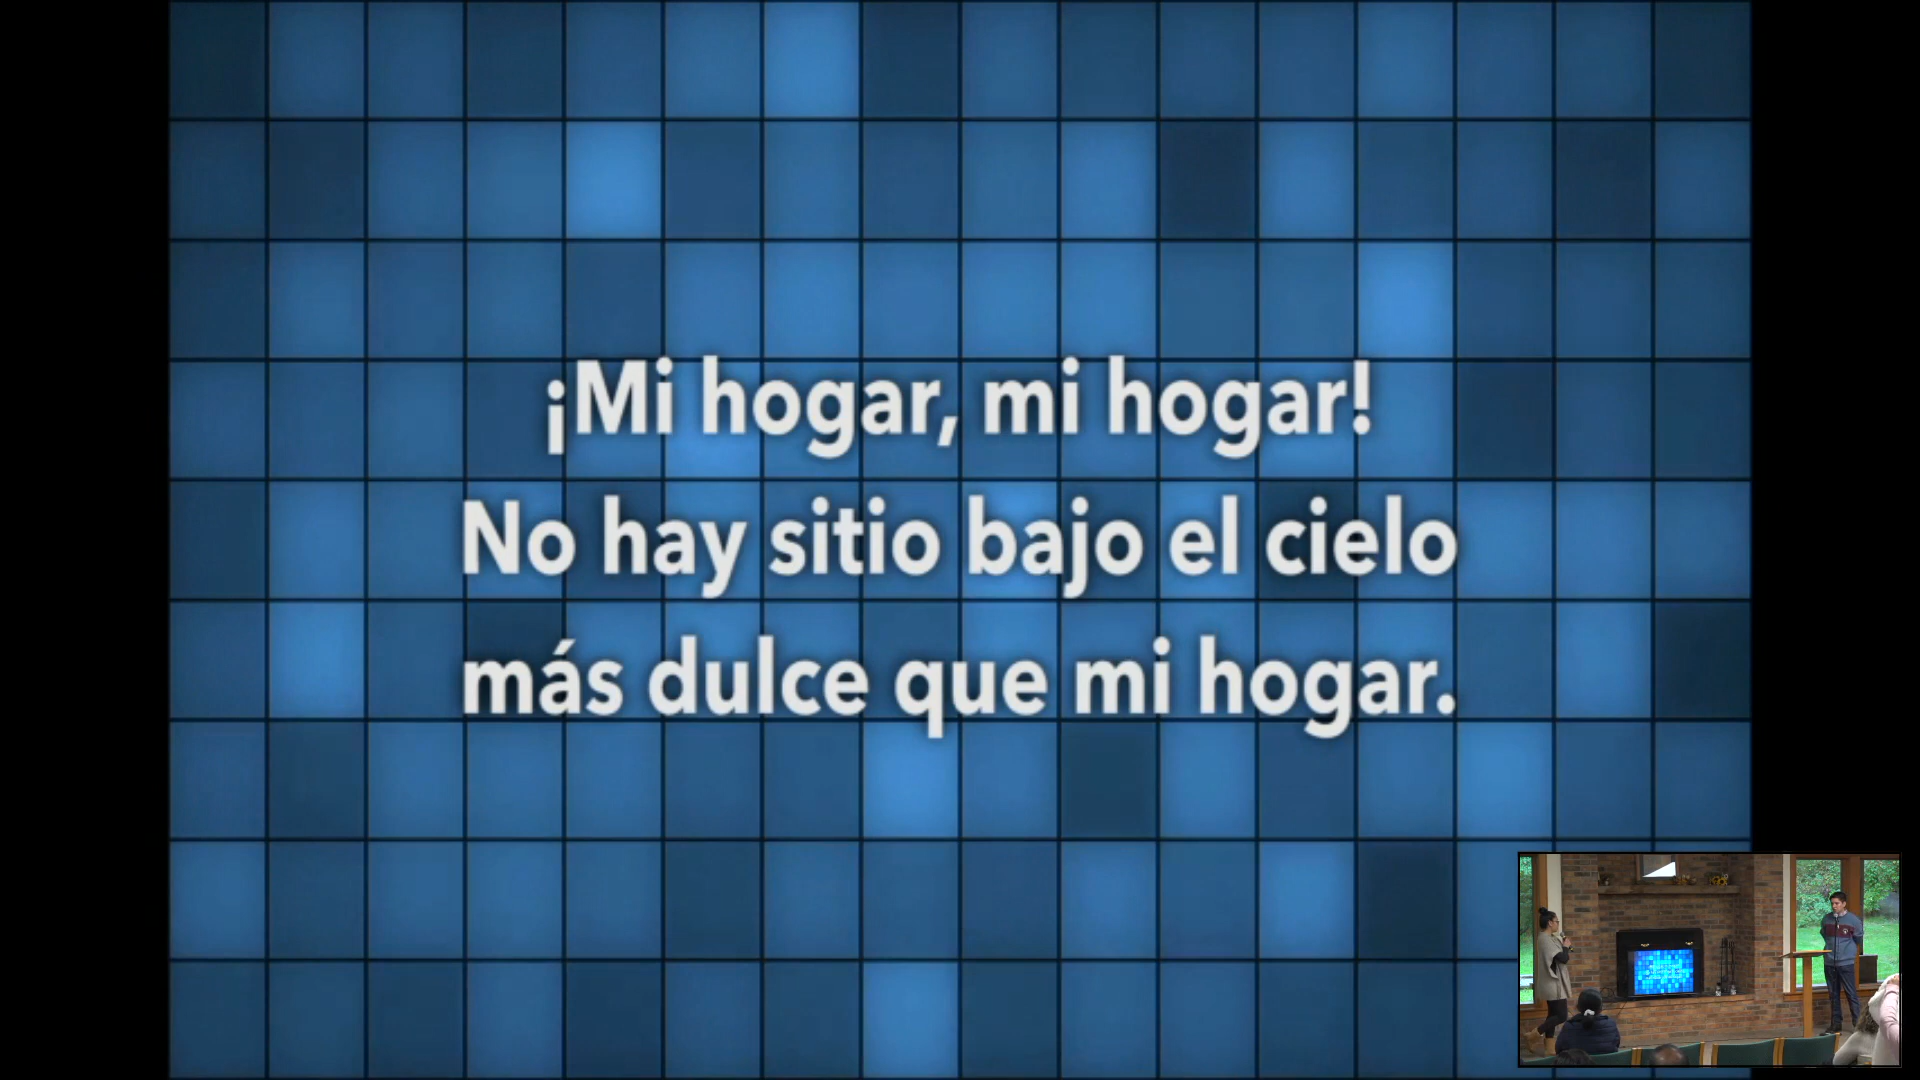 ¡Mi hogar, mi hogar!
No hay sitio bajo el cielo
más dulce que mi hogar.